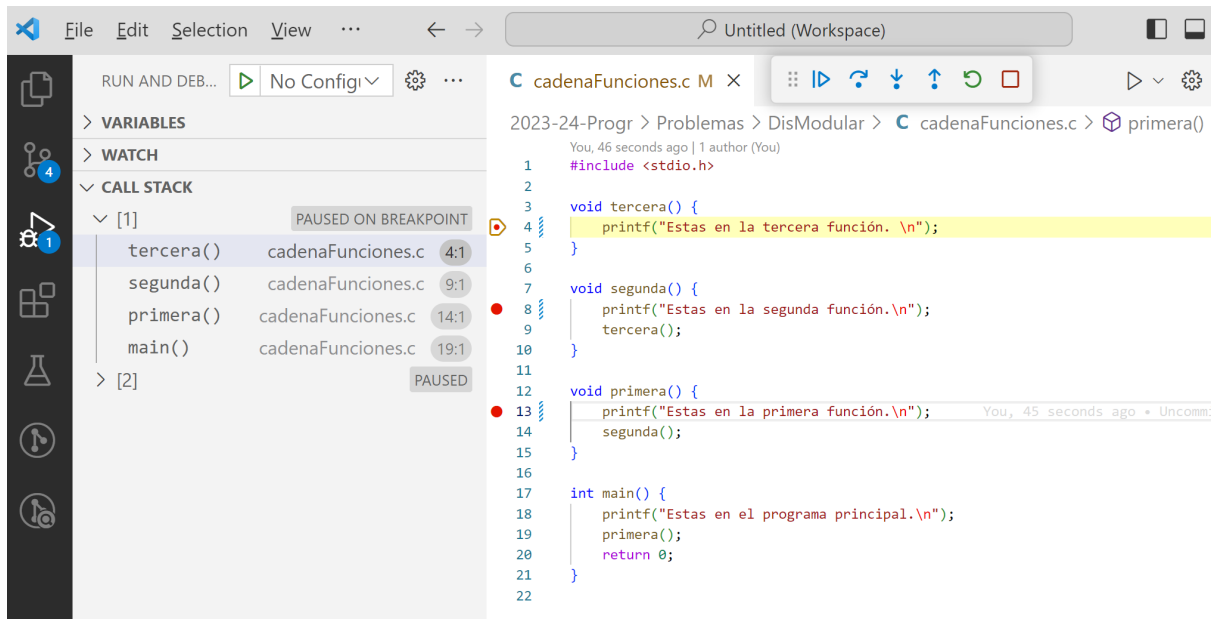 File Edit Selection View ··· Untitled (Workspace)
RUN AND DEB... No Config
VARIABLES
WATCH
CALL STACK
[1] PAUSED ON BREAKPOINT
tercera() cadenaFunciones.c 4:1
segunda() cadenaFunciones.c 9:1
primera() cadenaFunciones.c 14:1
main() cadenaFunciones.c 19:1
[2] PAUSED
4
1
C cadenaFunciones.c M
2023-24-Progr > Problemas > DisModular > C cadenaFunciones.c > primera()
You, 46 seconds ago | 1 author (You)
1 #include <stdio.h>
2
3 void tercera() {
4 printf("Estas en la tercera función. \n");
5 }
6
7 void segunda() {
8 printf("Estas en la segunda función.\n");
9 tercera();
10 }
11
12 void primera() {
13 printf("Estas en la primera función.\n"); You, 45 seconds ago • Uncommi
14 segunda();
15 }
16
17 int main() {
18 printf("Estas en el programa principal.\n");
19 primera();
20 return 0;
21 }
22